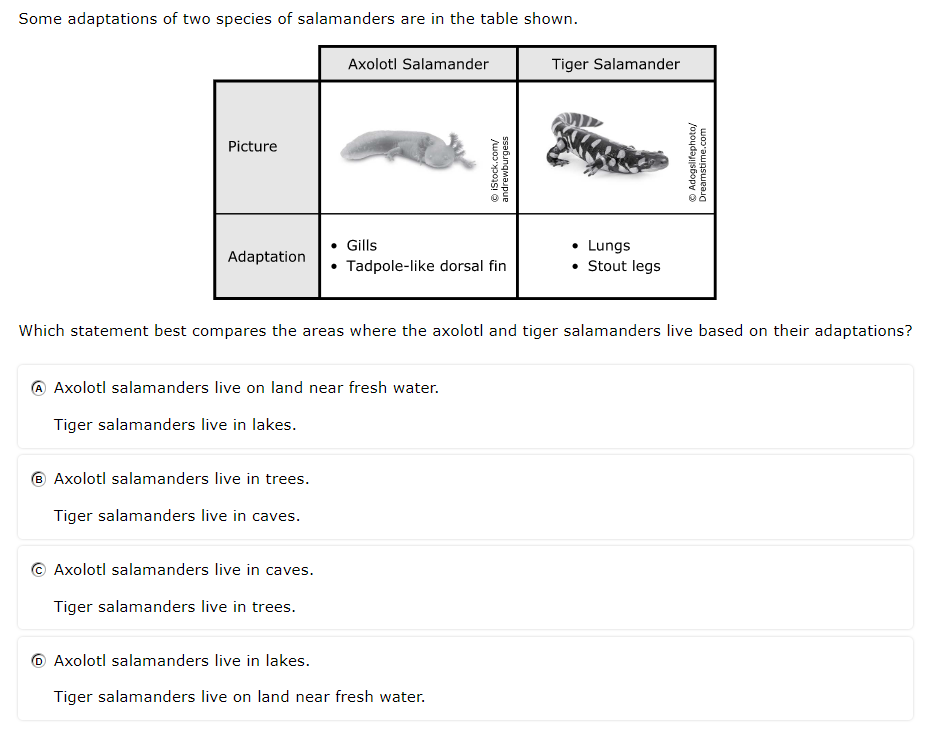 Some adaptations of two species of salamanders are in the table shown.
Axolotl Salamander
Tiger Salamander
Picture
© iStock.com/
andrewburgess
© Adogslifephoto/
Dreamstime.com
Adaptation
• Gills
• Tadpole-like dorsal fin
• Lungs
• Stout legs
Which statement best compares the areas where the axolotl and tiger salamanders live based on their adaptations?
A Axolotl salamanders live on land near fresh water.
Tiger salamanders live in lakes.
B Axolotl salamanders live in trees.
Tiger salamanders live in caves.
C Axolotl salamanders live in caves.
Tiger salamanders live in trees.
D Axolotl salamanders live in lakes.
Tiger salamanders live on land near fresh water.